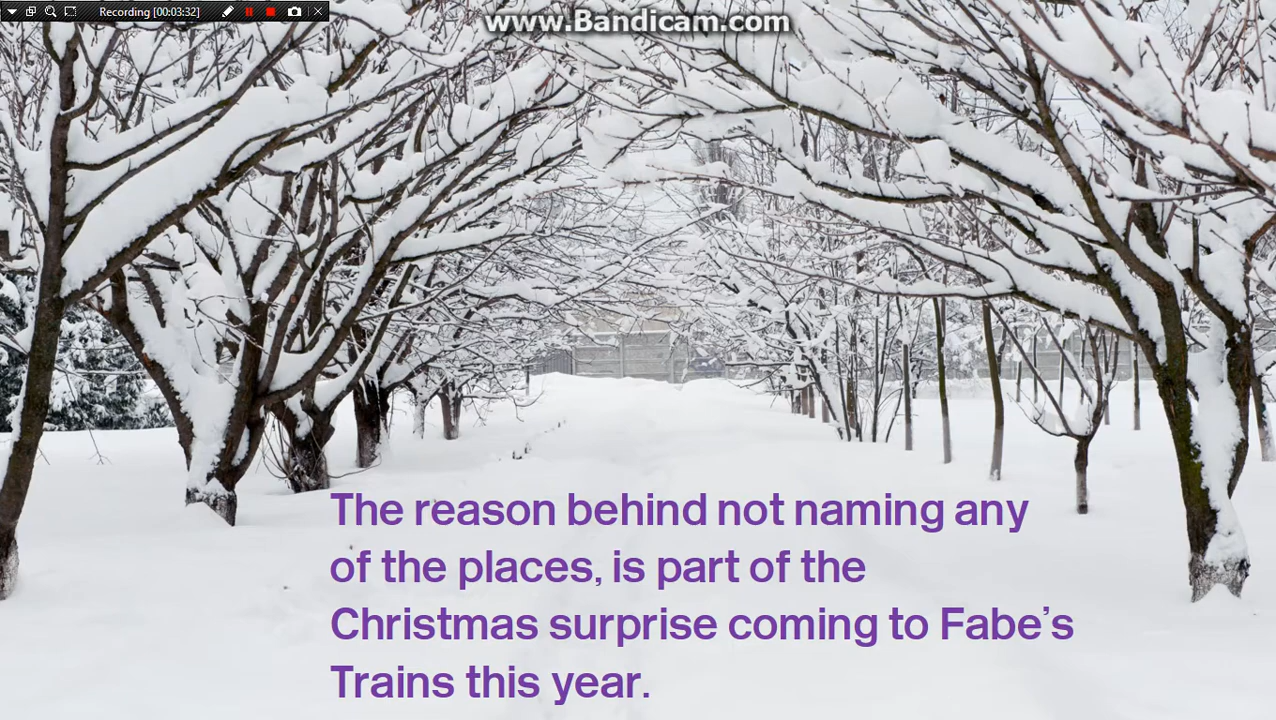 Recording [00:03:32]
www.Bandicam.com
The reason behind not naming any
of the places, is part of the
Christmas surprise coming to Fabe's
Trains this year.